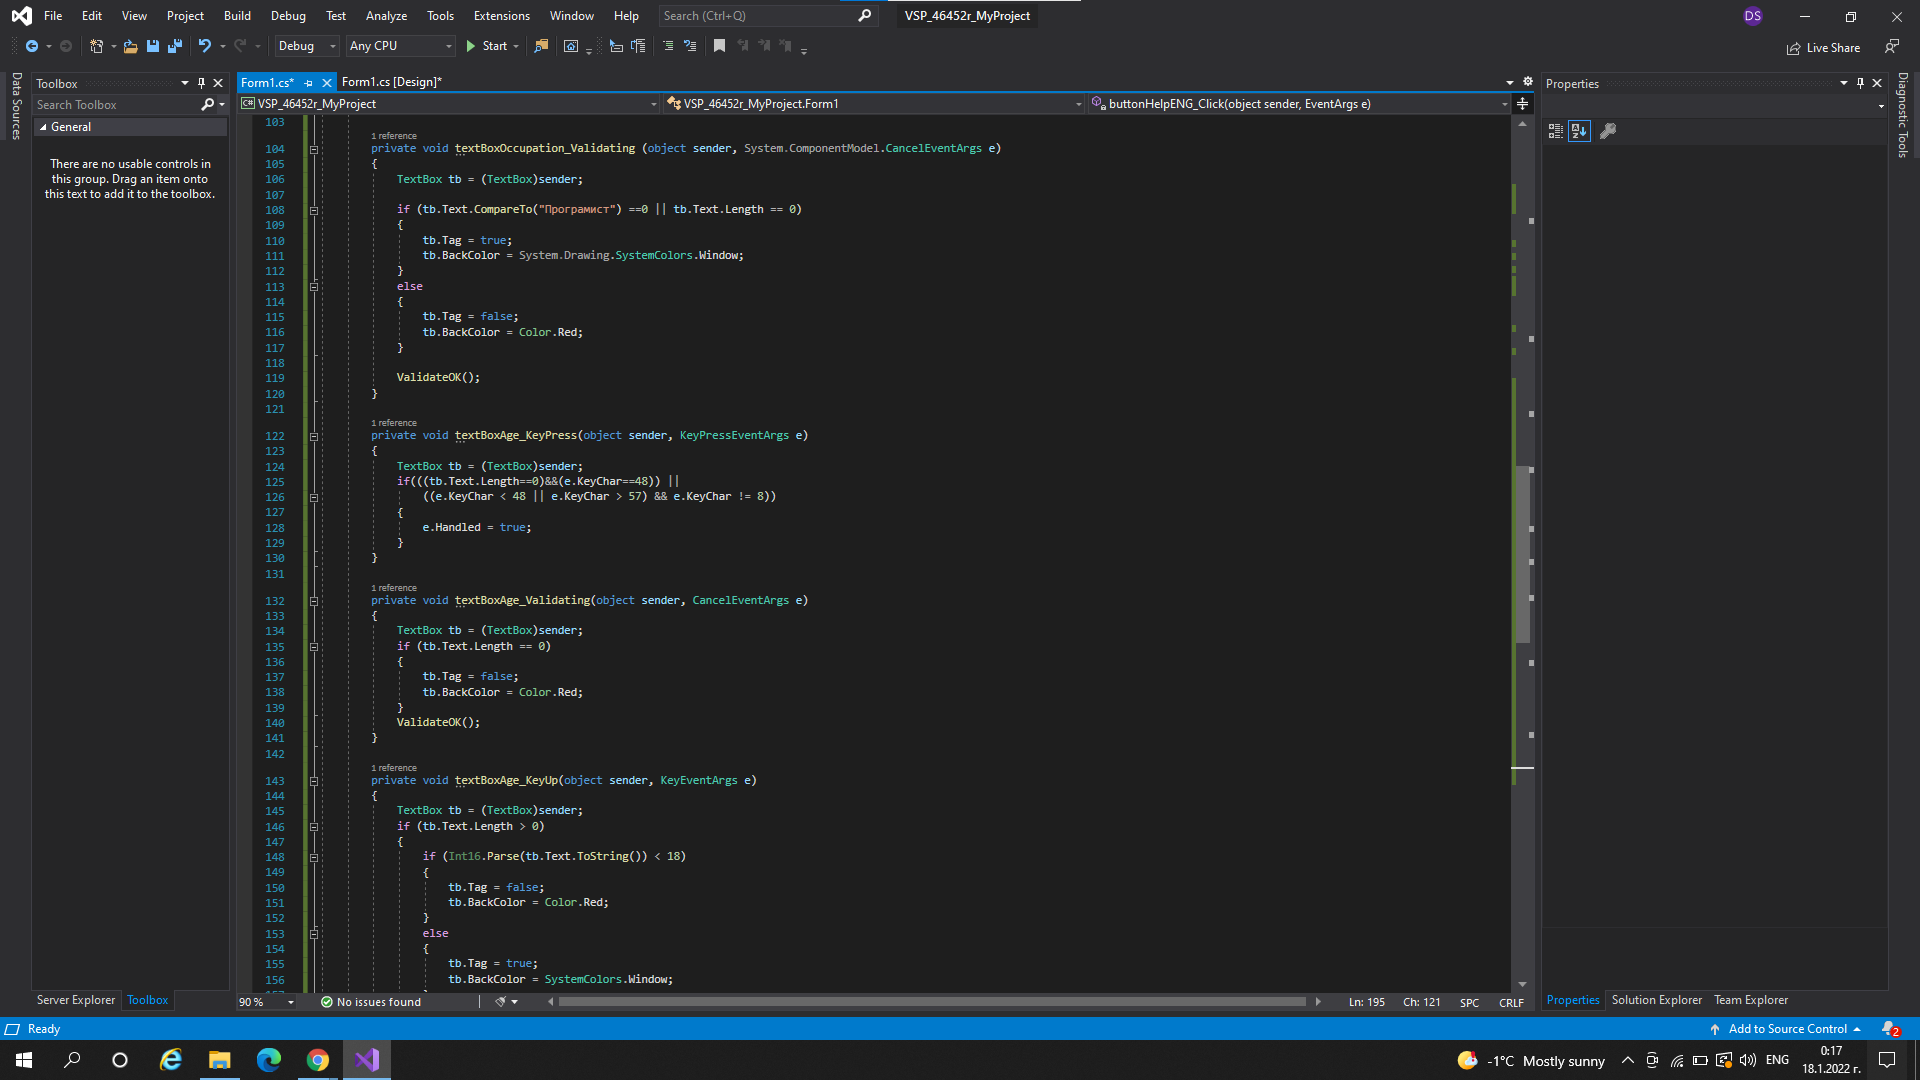 File Edit View Project Build Debug Test Analyze Tools Extensions Window Help Search (Ctrl+Q) VSP_46452r_MyProject DS
Debug Any CPU Start Live Share
Data Sources
Toolbox
Search Toolbox
General
There are no usable controls in
this group. Drag an item onto
this text to add it to the toolbox.
Server Explorer Toolbox
Form1.cs* Form1.cs [Design]*
C# VSP_46452r_MyProject VSP_46452r_MyProject.Form1 buttonHelpENG_Click(object sender, EventArgs e)
103
1 reference
104 private void textBoxOccupation_Validating (object sender, System.ComponentModel.CancelEventArgs e)
105 {
106 TextBox tb = (TextBox)sender;
107
108 if (tb.Text.CompareTo("Програмист") ==0 || tb.Text.Length == 0)
109 {
110 tb.Tag = true;
111 tb.BackColor = System.Drawing.SystemColors.Window;
112 }
113 else
114 {
115 tb.Tag = false;
116 tb.BackColor = Color.Red;
117 }
118
119 ValidateOK();
120 }
121
1 reference
122 private void textBoxAge_KeyPress(object sender, KeyPressEventArgs e)
123 {
124 TextBox tb = (TextBox)sender;
125 if(((tb.Text.Length==0)&&(e.KeyChar==48)) ||
126 ((e.KeyChar < 48 || e.KeyChar > 57) && e.KeyChar != 8))
127 {
128 e.Handled = true;
129 }
130 }
131
1 reference
132 private void textBoxAge_Validating(object sender, CancelEventArgs e)
133 {
134 TextBox tb = (TextBox)sender;
135 if (tb.Text.Length == 0)
136 {
137 tb.Tag = false;
138 tb.BackColor = Color.Red;
139 }
140 ValidateOK();
141 }
142
1 reference
143 private void textBoxAge_KeyUp(object sender, KeyEventArgs e)
144 {
145 TextBox tb = (TextBox)sender;
146 if (tb.Text.Length > 0)
147 {
148 if (Int16.Parse(tb.Text.ToString()) < 18)
149 {
150 tb.Tag = false;
151 tb.BackColor = Color.Red;
152 }
153 else
154 {
155 tb.Tag = true;
156 tb.BackColor = SystemColors.Window;
90 % No issues found Ln: 195 Ch: 121 SPC CRLF
Properties
Properties Solution Explorer Team Explorer
Diagnostic Tools
Ready Add to Source Control 2
-1°C Mostly sunny ENG 0:17
18.1.2022 г.